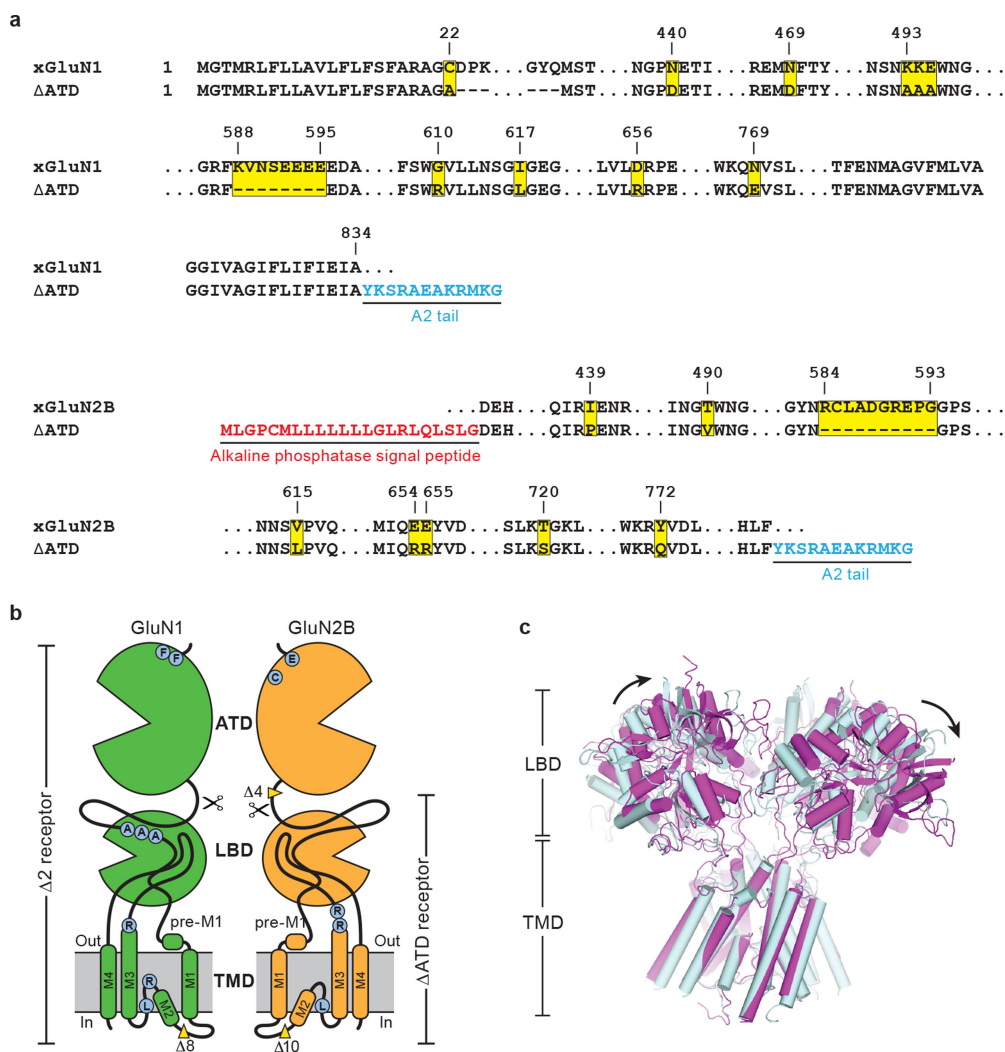 a
22 440 469 493
xGluN1 1 MGTMRLFLLAVLFLFSFARAGCDPK...GYQMST...NGPNETI...REMNFTY...NSNKKEWNG...
ΔATD 1 MGTMRLFLLAVLFLFSFARAGA--- ---MST...NGPDETI...REMDFTY...NSNAAAWNG...
588 595 610 617 656 769
xGluN1 ...GRFKVNSEEEEEDA...FSWGVLLNSGIGEG...LVLDRPE...WKQNVSL...TFENMAGVFMLVA
ΔATD ...GRF--------EDA...FSWRVLLNSGLGEG...LVLRRPE...WKQEVSL...TFENMAGVFMLVA
834
xGluN1 GGIVAGIFLIFIEIA...
ΔATD GGIVAGIFLIFIEIAYKSRAEAKRMKG
A2 tail
439 490 584 593
xGluN2B ...DEH...QIRIENR...INGTWNG...GYNRCLADGREPGGPS...
ΔATD MLGPCMLLLLLLLGLRLQLSLGDEH...QIRPENR...INGVWNG...GYN----------GPS...
Alkaline phosphatase signal peptide
615 654 655 720 772
xGluN2B ...NNSVPVQ...MIQEEYVD...SLKTGKL...WKRYVDL...HLF...
ΔATD ...NNSLPVQ...MIQRRYVD...SLKSGKL...WKRQVDL...HLFYKSRAEAKRMKG
A2 tail
b
GluN1 GluN2B
F F E
C
ATD
Δ4
A A A
LBD
R R
R
pre-M1 pre-M1
Out Out
M4 M3 M1 M1 M3 M4
R
TMD
L M2 M2 L
In In
Δ8 Δ10
Δ2 receptor
ΔATD receptor
c
LBD
TMD